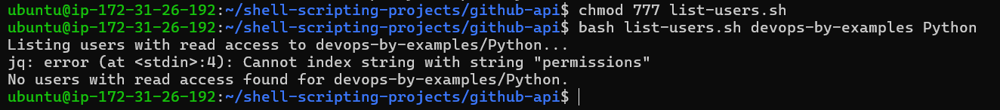 ubuntu@ip-172-31-26-192:~/shell-scripting-projects/github-api$ chmod 777 list-users.sh
ubuntu@ip-172-31-26-192:~/shell-scripting-projects/github-api$ bash list-users.sh devops-by-examples Python
Listing users with read access to devops-by-examples/Python...
jq: error (at <stdin>:4): Cannot index string with string "permissions"
No users with read access found for devops-by-examples/Python.
ubuntu@ip-172-31-26-192:~/shell-scripting-projects/github-api$